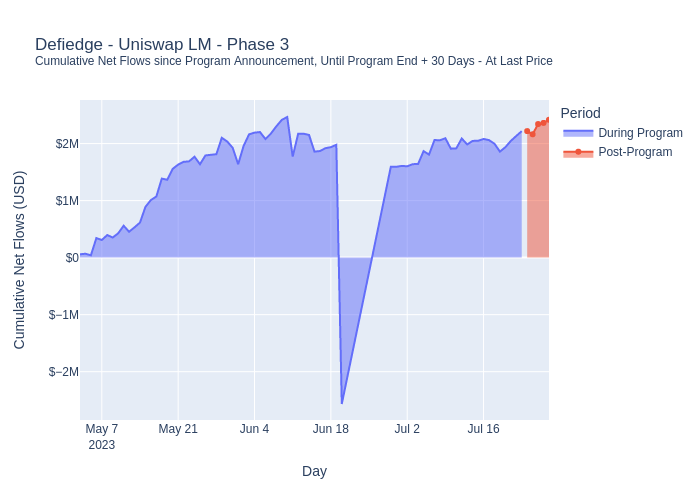 Defiedge - Uniswap LM - Phase 3
Cumulative Net Flows since Program Announcement, Until Program End + 30 Days - At Last Price
Period
During Program
Post-Program
$2M
$1M
$0
$−1M
$−2M
Cumulative Net Flows (USD)
May 7
2023
May 21
Jun 4
Jun 18
Jul 2
Jul 16
Day